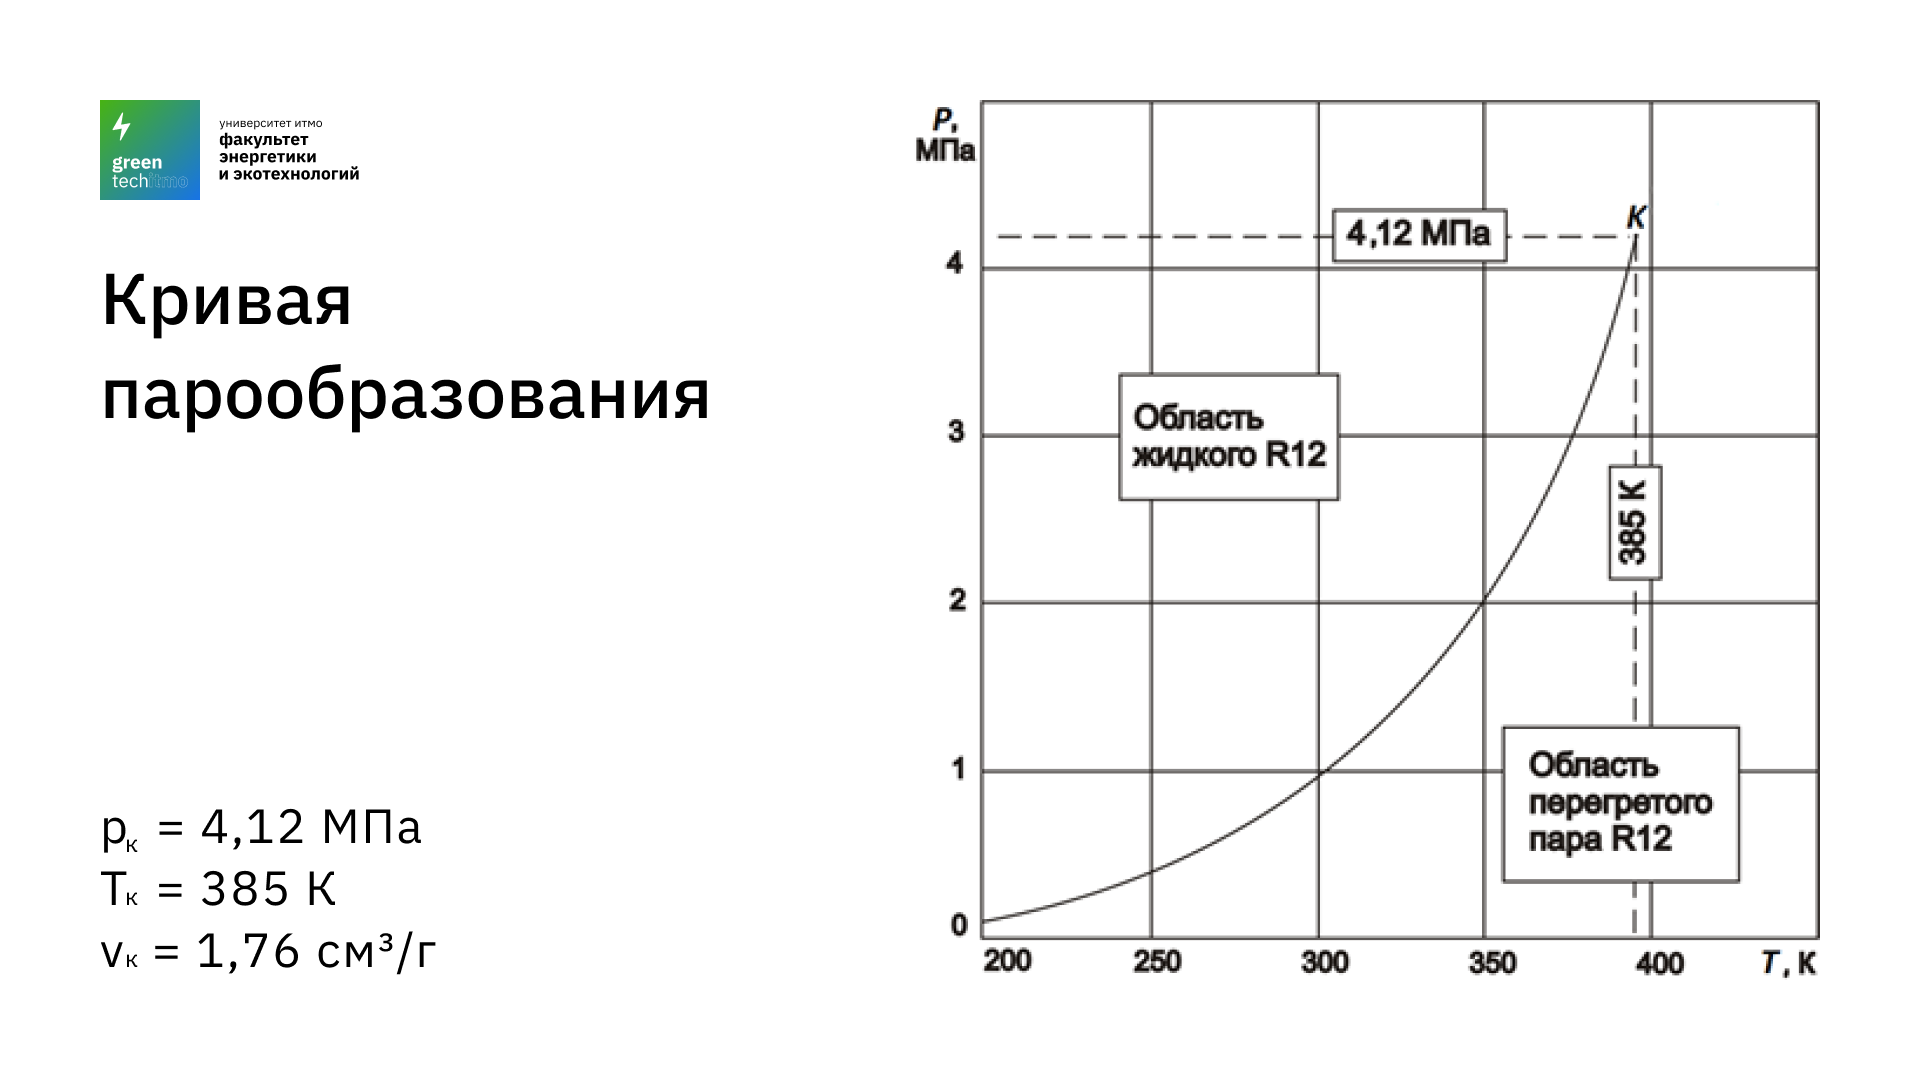 green
techitmo
университет итмо
факультет
энергетики
и экотехнологий
Кривая
парообразования
pк = 4,12 МПа
Tк = 385 К
vк = 1,76 см³/г
P,
МПа
4,12 МПа
K
4
Область
жидкого R12
3
385 К
2
Область
перегретого
пара R12
1
0
200 250 300 350 400 T, К